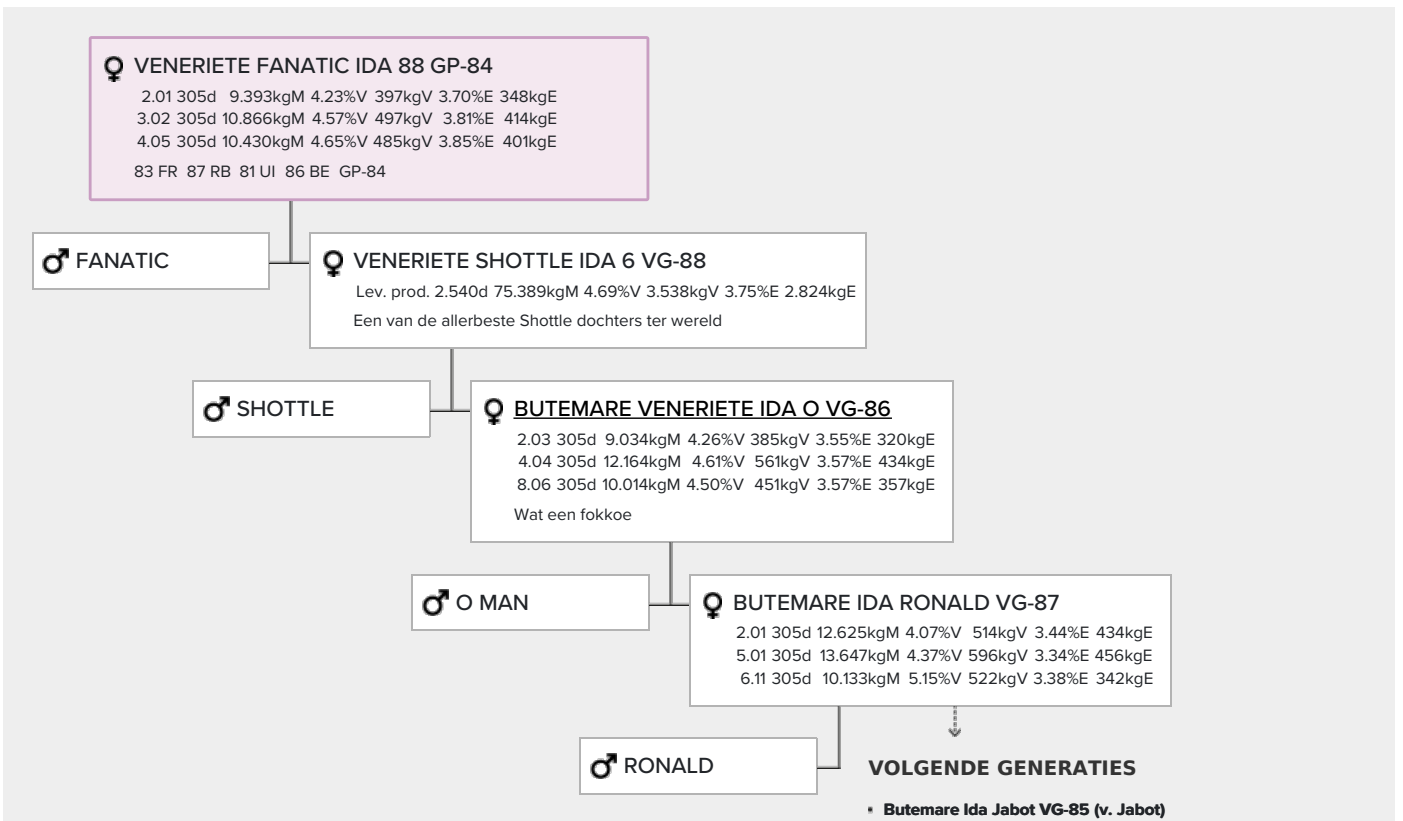 VENERIETE FANATIC IDA 88 GP-84
2.01 305d 9.393kgM 4.23%V 397kgV 3.70%E 348kgE
3.02 305d 10.866kgM 4.57%V 497kgV 3.81%E 414kgE
4.05 305d 10.430kgM 4.65%V 485kgV 3.85%E 401kgE
83 FR 87 RB 81 UI 86 BE GP-84
FANATIC
VENERIETE SHOTTLE IDA 6 VG-88
Lev. prod. 2.540d 75.389kgM 4.69%V 3.538kgV 3.75%E 2.824kgE
Een van de allerbeste Shottle dochters ter wereld
SHOTTLE
BUTEMARE VENERIETE IDA O VG-86
2.03 305d 9.034kgM 4.26%V 385kgV 3.55%E 320kgE
4.04 305d 12.164kgM 4.61%V 561kgV 3.57%E 434kgE
8.06 305d 10.014kgM 4.50%V 451kgV 3.57%E 357kgE
Wat een fokkoe
O MAN
BUTEMARE IDA RONALD VG-87
2.01 305d 12.625kgM 4.07%V 514kgV 3.44%E 434kgE
5.01 305d 13.647kgM 4.37%V 596kgV 3.34%E 456kgE
6.11 305d 10.133kgM 5.15%V 522kgV 3.38%E 342kgE
RONALD
VOLGENDE GENERATIES
▪ Butemare Ida Jabot VG-85 (v. Jabot)